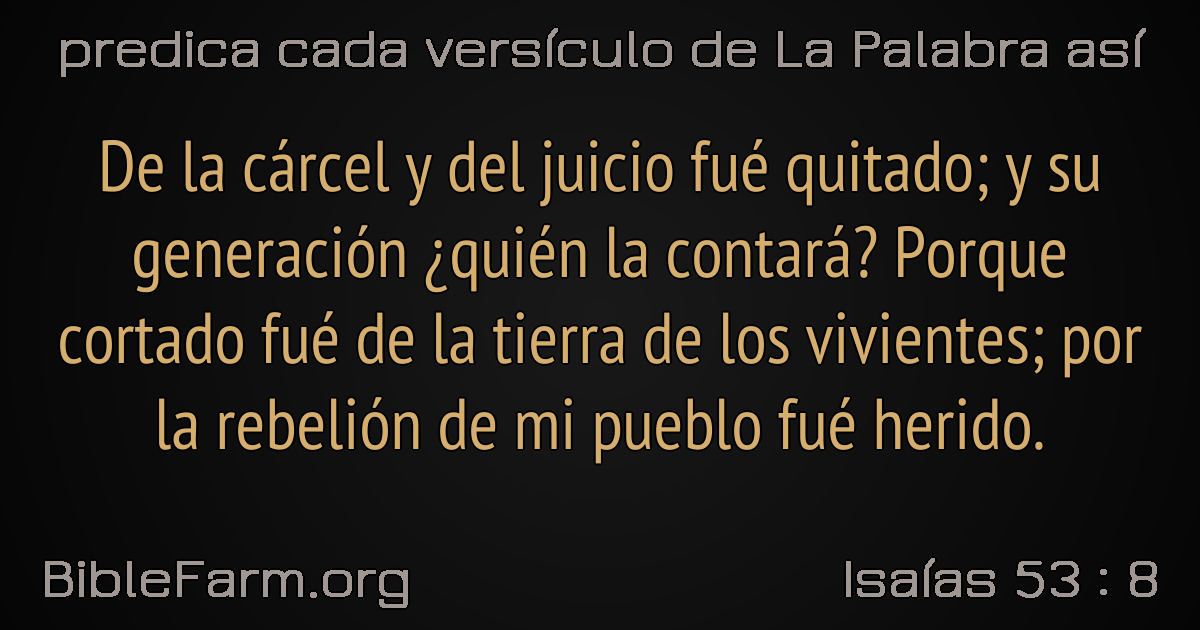 predica cada versículo de La Palabra así
De la cárcel y del juicio fué quitado; y su
generación ¿quién la contará? Porque
cortado fué de la tierra de los vivientes; por
la rebelión de mi pueblo fué herido.
BibleFarm.org
Isaías 53 : 8